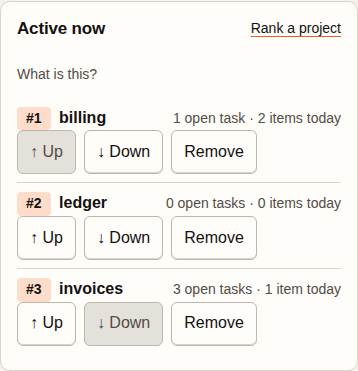 Active now Rank a project
What is this?
#1 billing 1 open task · 2 items today
↑ Up ↓ Down Remove
#2 ledger 0 open tasks · 0 items today
↑ Up ↓ Down Remove
#3 invoices 3 open tasks · 1 item today
↑ Up ↓ Down Remove